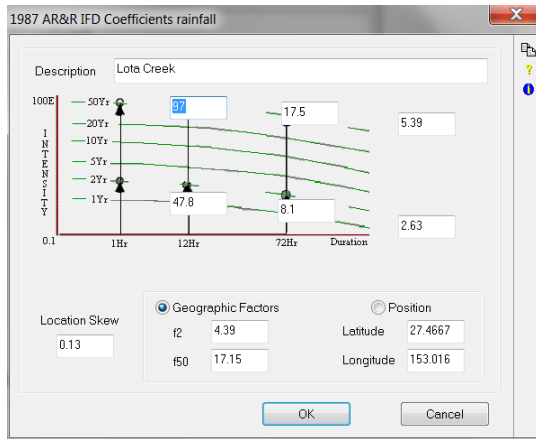 1987 AR&R IFD Coefficients rainfall
X
Description Lota Creek
100E
50Yr
97
17.5
20Yr
5.39
10Yr
5Yr
2Yr
1Yr
INTENSITY
47.8
8.1
2.63
0.1 1Hr 12Hr 72Hr Duration
Location Skew
0.13
Geographic Factors
f2 4.39
f50 17.15
Position
Latitude 27.4667
Longitude 153.016
OK Cancel
?